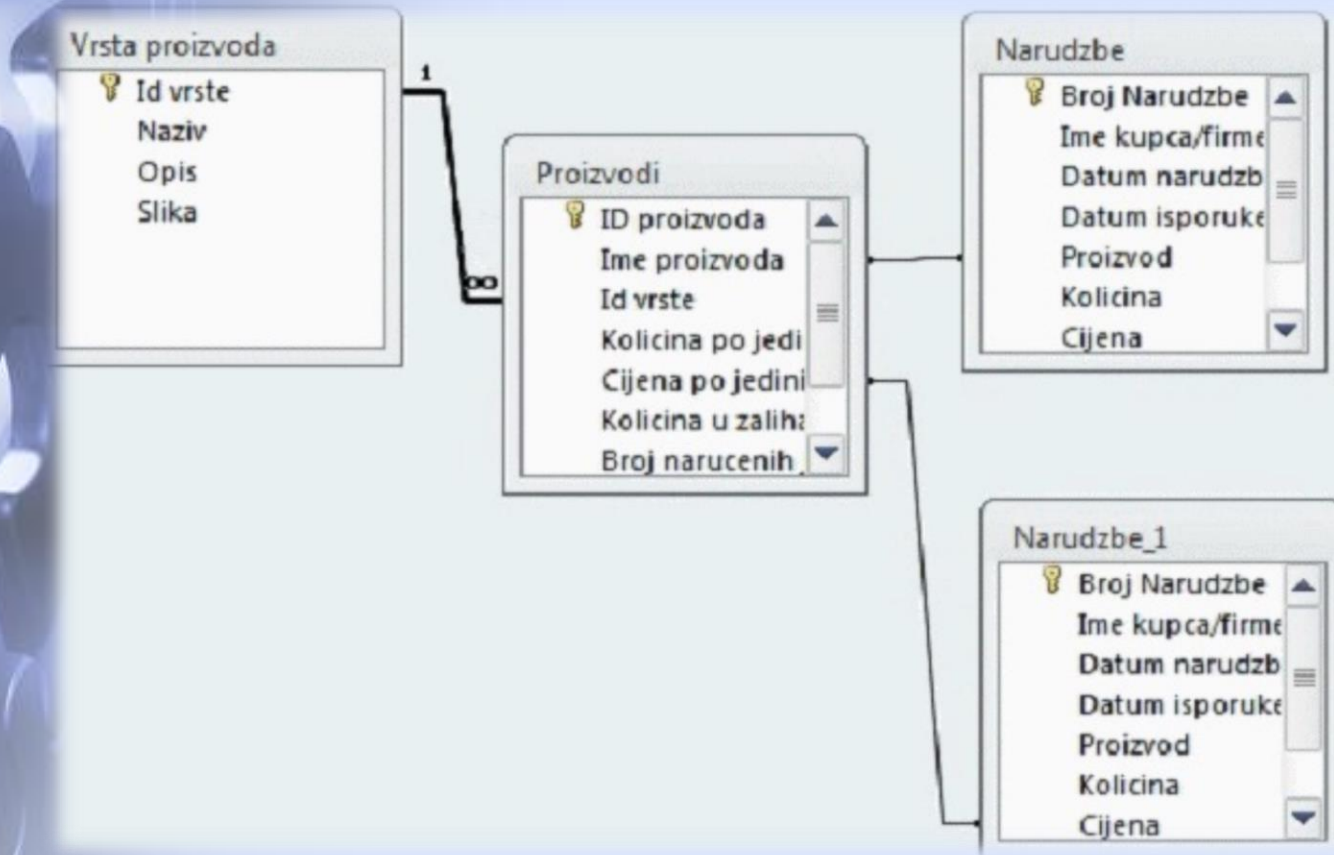 Vrsta proizvoda
Id vrste
Naziv
Opis
Slika
1
∞
Proizvodi
ID proizvoda
Ime proizvoda
Id vrste
Kolicina po jedi
Cijena po jedini
Kolicina u zaliha
Broj narucenih
Narudzbe
Broj Narudzbe
Ime kupca/firme
Datum narudzb
Datum isporuke
Proizvod
Kolicina
Cijena
Narudzbe_1
Broj Narudzbe
Ime kupca/firme
Datum narudzb
Datum isporuke
Proizvod
Kolicina
Cijena